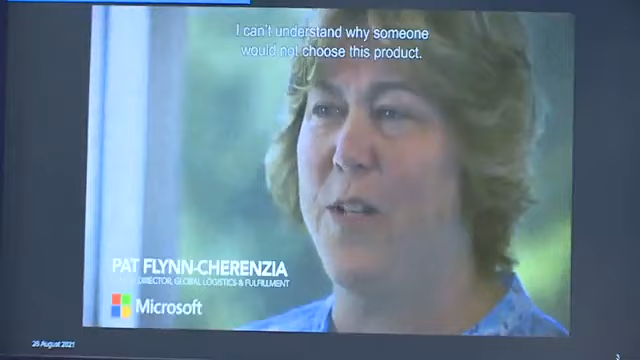 I can't understand why someone
would not choose this product.
PAT FLYNN-CHERENZIA
DIRECTOR, GLOBAL LOGISTICS & FULFILLMENT
Microsoft
26 August 2021
3